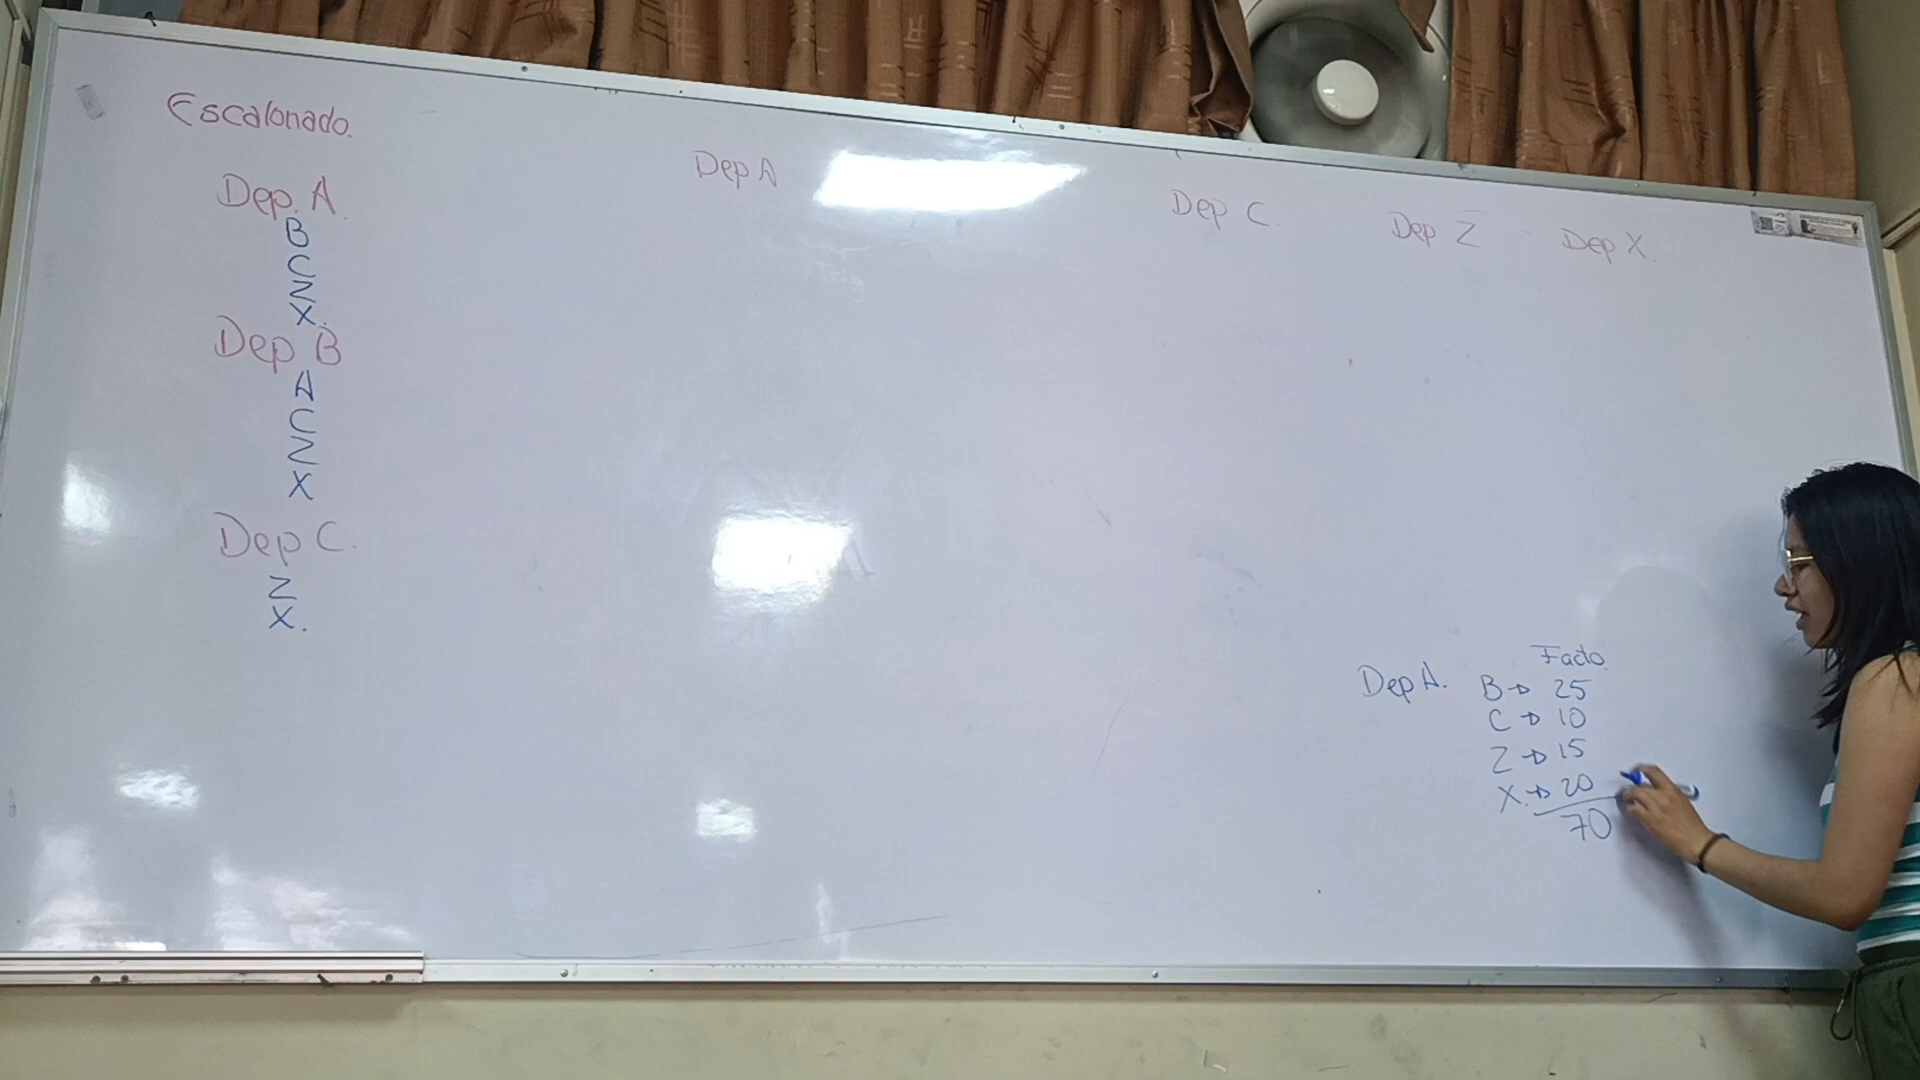 Escalonado.
Dep. A.
B
C
Z
X.
Dep B
A
C
Z
X
Dep C.
Z
X.
Dep A
Dep C.
Dep Z
Dep X.
Facto.
Dep A. B → 25
C → 10
Z → 15
X. → 20
70